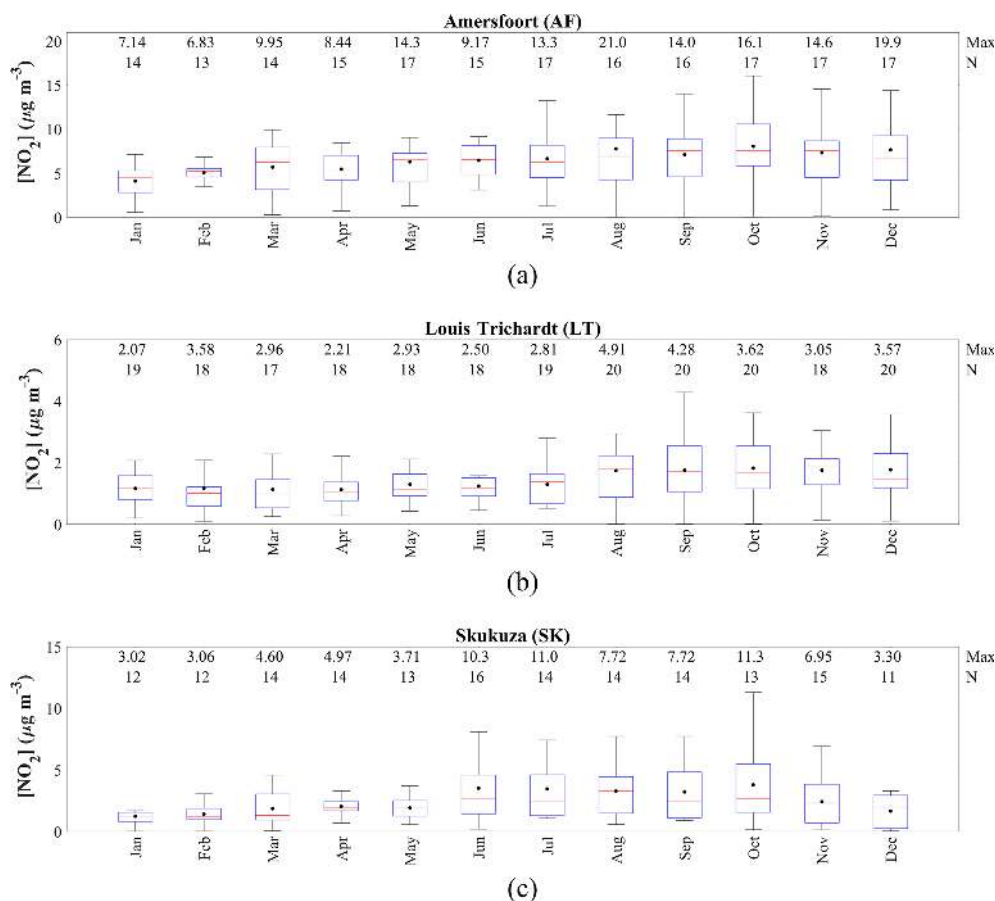 Amersfoort (AF)
20 7.14 6.83 9.95 8.44 14.3 9.17 13.3 21.0 14.0 16.1 14.6 19.9 Max
14 13 14 15 17 15 17 16 16 17 17 17 N
15
10
5
0
[NO2] (μg m−3)
Jan Feb Mar Apr May Jun Jul Aug Sep Oct Nov Dec
(a)
Louis Trichardt (LT)
6 2.07 3.58 2.96 2.21 2.93 2.50 2.81 4.91 4.28 3.62 3.05 3.57 Max
19 18 17 18 18 18 19 20 20 20 18 20 N
4
2
0
[NO2] (μg m−3)
Jan Feb Mar Apr May Jun Jul Aug Sep Oct Nov Dec
(b)
Skukuza (SK)
15 3.02 3.06 4.60 4.97 3.71 10.3 11.0 7.72 7.72 11.3 6.95 3.30 Max
12 12 14 14 13 16 14 14 14 13 15 11 N
10
5
0
[NO2] (μg m−3)
Jan Feb Mar Apr May Jun Jul Aug Sep Oct Nov Dec
(c)